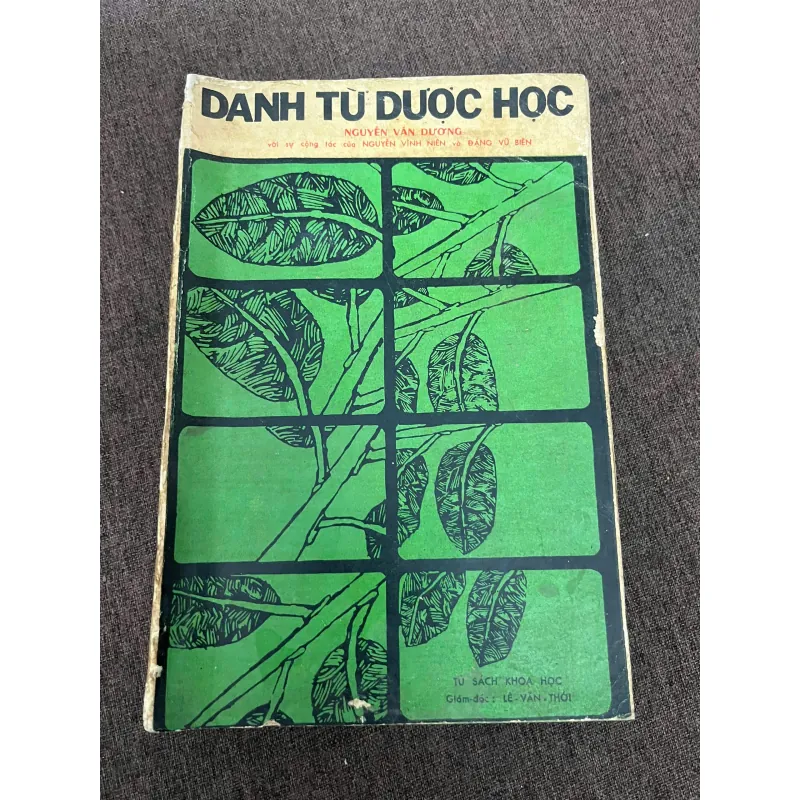 DANH TỪ DƯỢC HỌC
NGUYỄN VĂN DƯƠNG
với sự cộng tác của NGUYỄN VĨNH NIÊN và ĐẶNG VŨ BIỀN
TỦ SÁCH KHOA HỌC
Giám-đốc : LÊ-VĂN-THỚI